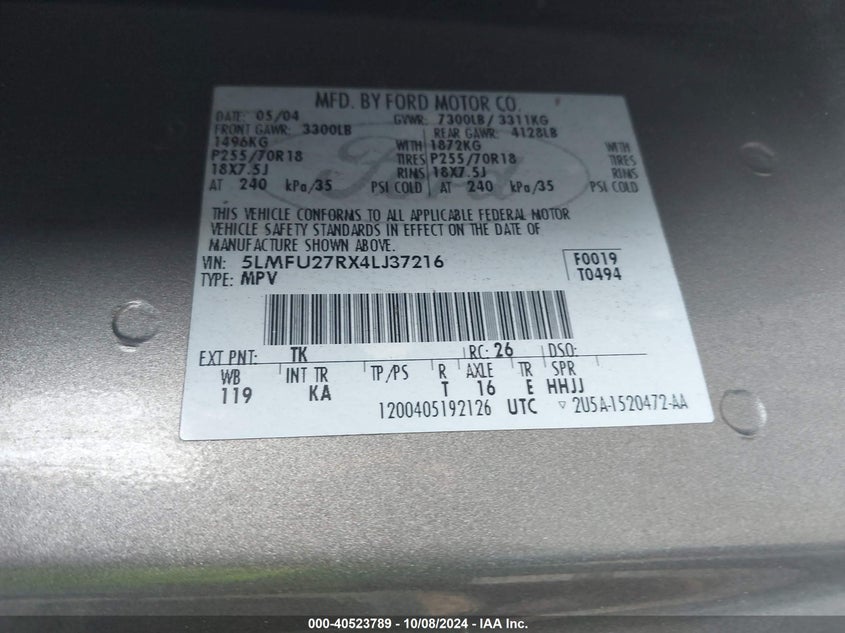 MFD. BY FORD MOTOR CO.
DATE: 05/04 GVWR: 7300LB / 3311KG
FRONT GAWR: 3300LB REAR GAWR: 4128LB
1496KG WITH 1872KG WITH
P255/70R18 TIRES P255/70R18 TIRES
18X7.5J RIMS 18X7.5J RIMS
AT 240 kPa/35 PSI COLD AT 240 kPa/35 PSI COLD
Ford
THIS VEHICLE CONFORMS TO ALL APPLICABLE FEDERAL MOTOR
VEHICLE SAFETY STANDARDS IN EFFECT ON THE DATE OF
MANUFACTURE SHOWN ABOVE.
VIN: 5LMFU27RX4LJ37216 F0019
TYPE: MPV T0494
EXT PNT: TK RC: 26 DSO:
WB INT TR TP/PS R AXLE TR SPR
119 KA T 16 E HHJJ
1200405192126 UTC ▽ 2U5A-1520472-AA
000-40523789 - 10/08/2024 - IAA Inc.